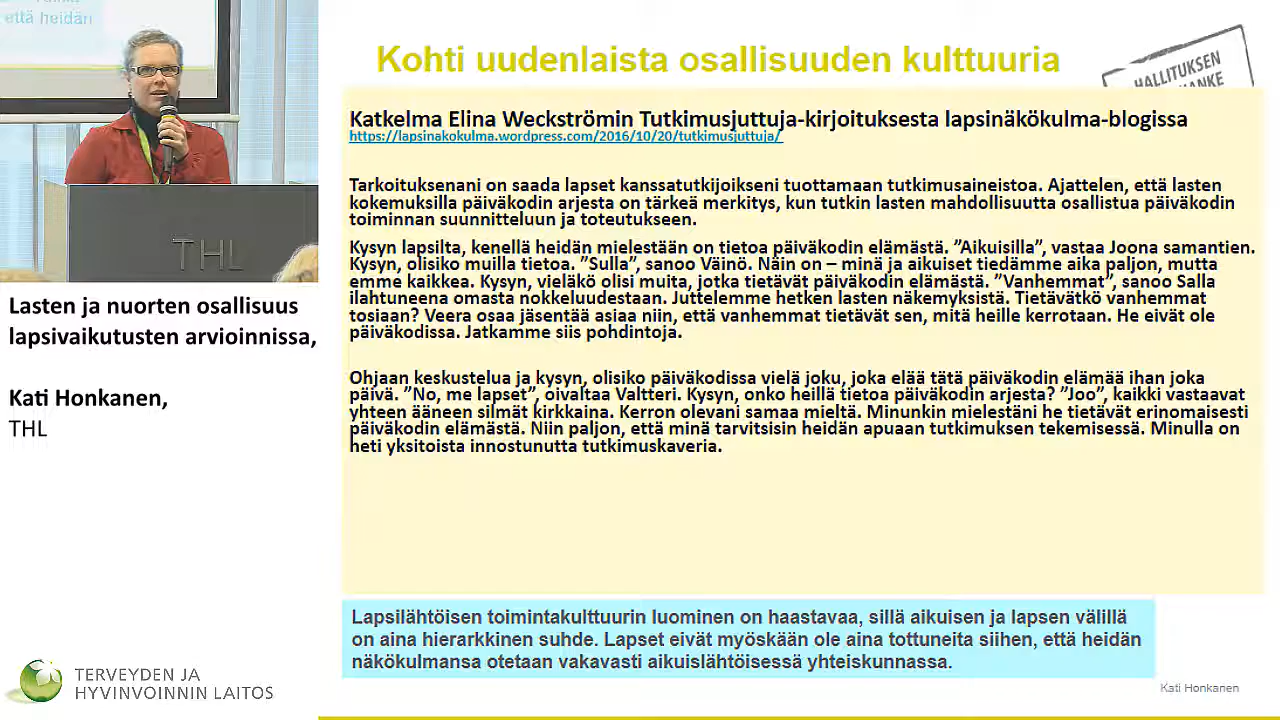 että heidän
THL
Lasten ja nuorten osallisuus
lapsivaikutusten arvioinnissa,
Kati Honkanen,
THL
TERVEYDEN JA
HYVINVOINNIN LAITOS
Kohti uudenlaista osallisuuden kulttuuria
HALLITUKSEN
Katkelma Elina Weckströmin Tutkimusjuttuja-kirjoituksesta lapsinäkökulma-blogissa
https://lapsinakokulma.wordpress.com/2016/10/20/tutkimusjuttuja/
Tarkoituksenani on saada lapset kanssatutkijoikseni tuottamaan tutkimusaineistoa. Ajattelen, että lasten
kokemuksilla päiväkodin arjesta on tärkeä merkitys, kun tutkin lasten mahdollisuutta osallistua päiväkodin
toiminnan suunnitteluun ja toteutukseen.
Kysyn lapsilta, kenellä heidän mielestään on tietoa päiväkodin elämästä. ”Aikuisilla”, vastaa Joona samantien.
Kysyn, olisiko muilla tietoa. ”Sulla”, sanoo Väinö. Näin on – minä ja aikuiset tiedämme aika paljon, mutta
emme kaikkea. Kysyn, vieläkö olisi muita, jotka tietävät päiväkodin elämästä. ”Vanhemmat”, sanoo Salla
ilahtuneena omasta nokkeluudestaan. Juttelemme hetken lasten näkemyksistä. Tietävätkö vanhemmat
tosiaan? Veera osaa jäsentää asiaa niin, että vanhemmat tietävät sen, mitä heille kerrotaan. He eivät ole
päiväkodissa. Jatkamme siis pohdintoja.
Ohjaan keskustelua ja kysyn, olisiko päiväkodissa vielä joku, joka elää tätä päiväkodin elämää ihan joka
päivä. ”No, me lapset”, oivaltaa Valtteri. Kysyn, onko heillä tietoa päiväkodin arjesta? ”Joo”, kaikki vastaavat
yhteen ääneen silmät kirkkaina. Kerron olevani samaa mieltä. Minunkin mielestäni he tietävät erinomaisesti
päiväkodin elämästä. Niin paljon, että minä tarvitsisin heidän apuaan tutkimuksen tekemisessä. Minulla on
heti yksitoista innostunutta tutkimuskaveria.
Lapsilähtöisen toimintakulttuurin luominen on haastavaa, sillä aikuisen ja lapsen välillä
on aina hierarkkinen suhde. Lapset eivät myöskään ole aina tottuneita siihen, että heidän
näkökulmansa otetaan vakavasti aikuislähtöisessä yhteiskunnassa.
Kati Honkanen